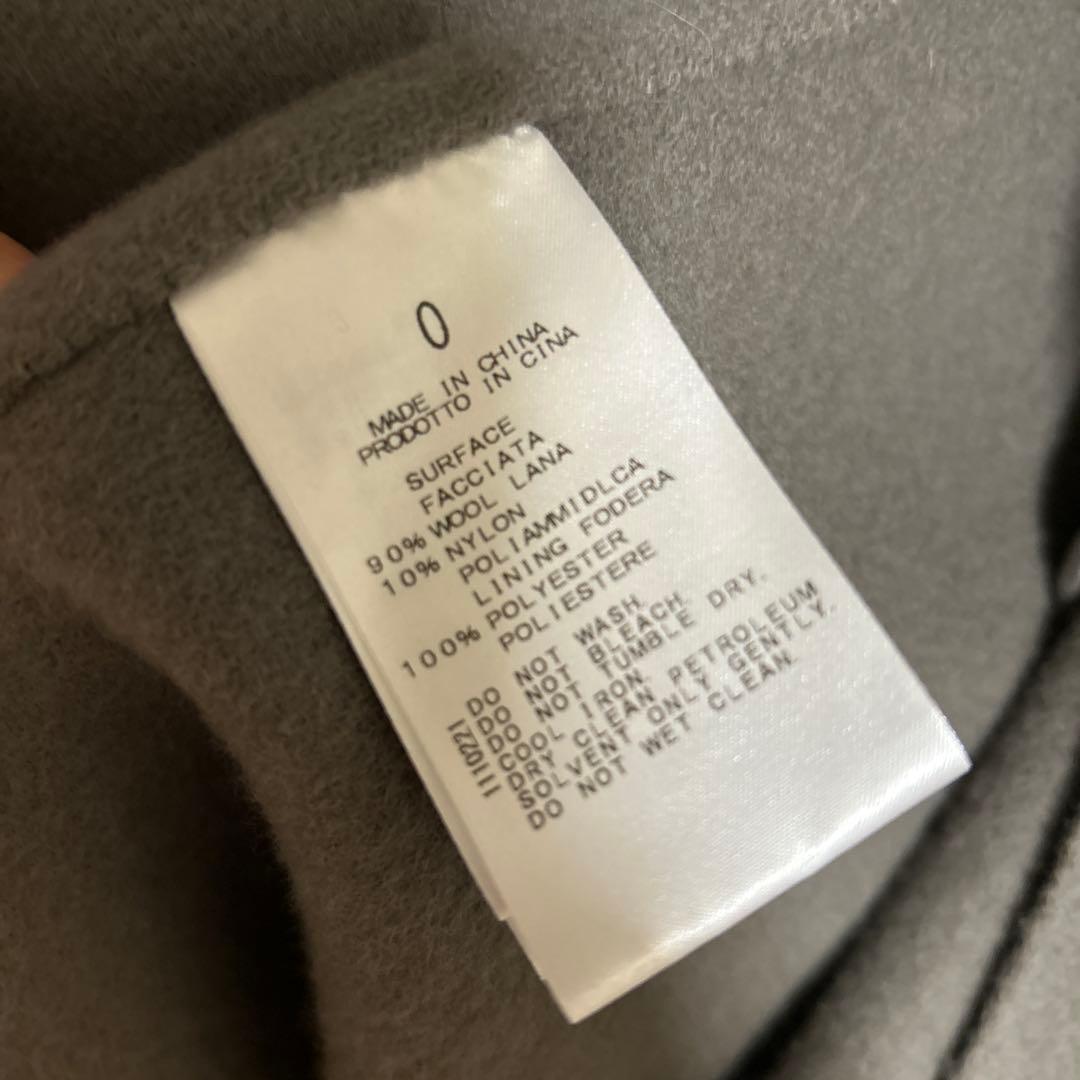 0
MADE IN CHINA
PRODOTTO IN CINA
SURFACE
FACCIATA
90% WOOL LANA
10% NYLON
POLIAMMIDLCA
LINING FODERA
100% POLYESTER
POLIESTERE
DO NOT WASH.
DO NOT BLEACH.
DO NOT TUMBLE DRY.
COOL IRON.
DRY CLEAN PETROLEUM
SOLVENT ONLY GENTLY.
DO NOT WET CLEAN.
1110221